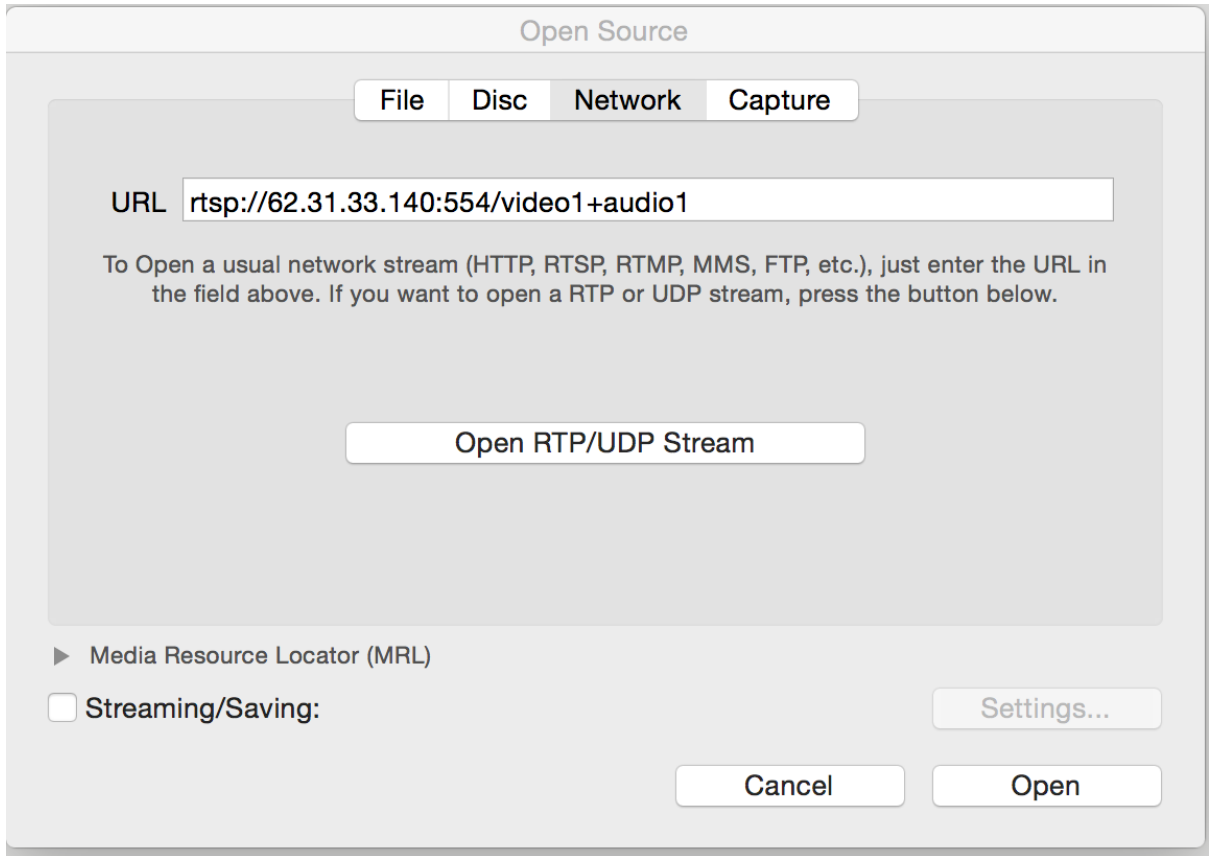 Open Source
File Disc Network Capture
URL rtsp://62.31.33.140:554/video1+audio1
To Open a usual network stream (HTTP, RTSP, RTMP, MMS, FTP, etc.), just enter the URL in
the field above. If you want to open a RTP or UDP stream, press the button below.
Open RTP/UDP Stream
Media Resource Locator (MRL)
Streaming/Saving: Settings...
Cancel Open